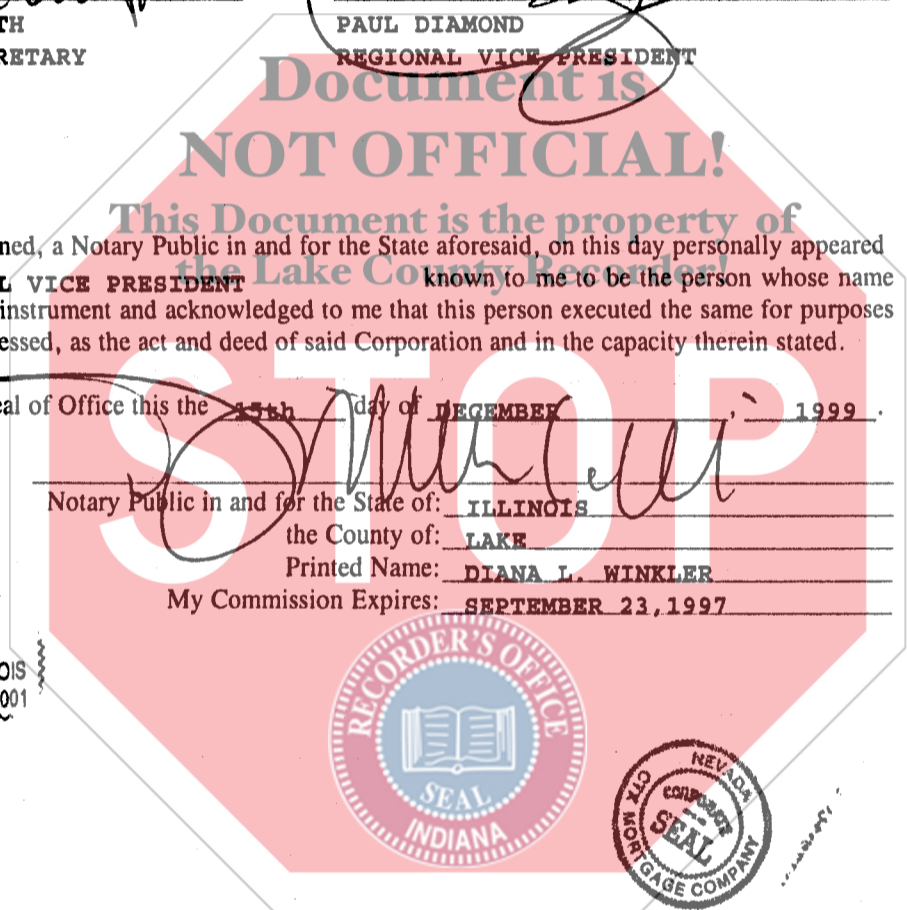 TH PAUL DIAMOND
RETARY REGIONAL VICE PRESIDENT
Document is
NOT OFFICIAL!
This Document is the property of
the Lake County Recorder!
ned, a Notary Public in and for the State aforesaid, on this day personally appeared
L VICE PRESIDENT known to me to be the person whose name
instrument and acknowledged to me that this person executed the same for purposes
essed, as the act and deed of said Corporation and in the capacity therein stated.
STOP
eal of Office this the 15th day of DECEMBER , 1999 .
Notary Public in and for the State of: ILLINOIS
the County of: LAKE
Printed Name: DIANA L. WINKLER
My Commission Expires: SEPTEMBER 23,1997
OIS
001
RECORDER'S OFFICE
SEAL
INDIANA
NEVADA
CTX MORTGAGE COMPANY
CORPORATE
SEAL